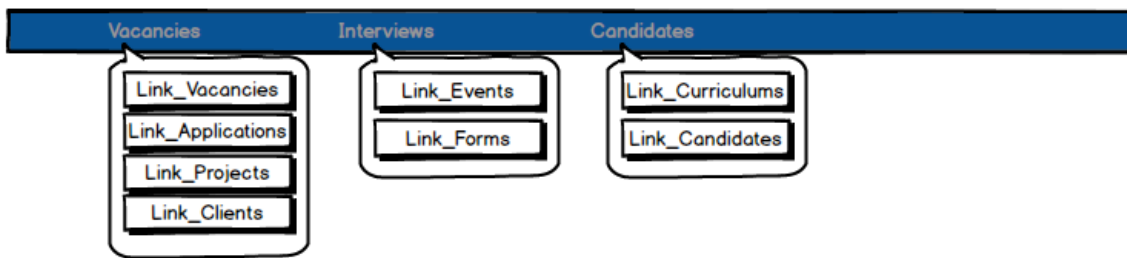 Vacancies
Interviews
Candidates
Link_Vacancies
Link_Applications
Link_Projects
Link_Clients
Link_Events
Link_Forms
Link_Curriculums
Link_Candidates